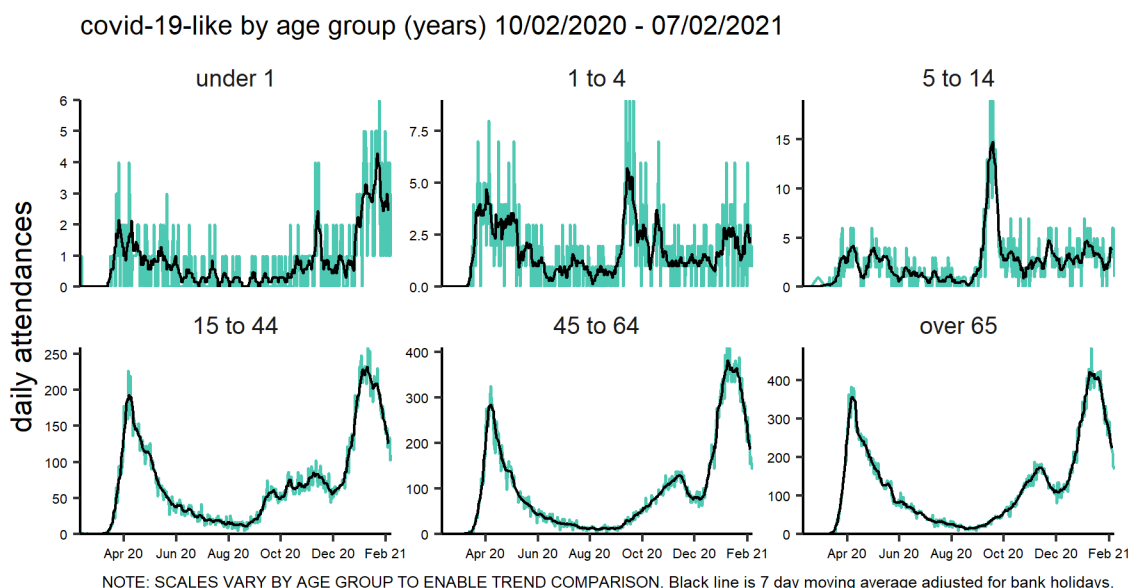 covid-19-like by age group (years) 10/02/2020 - 07/02/2021
under 1
1 to 4
5 to 14
6
5
4
3
2
1
0
7.5
5.0
2.5
0.0
15
10
5
0
daily attendances
15 to 44
45 to 64
over 65
250
200
150
100
50
0
400
300
200
100
0
400
300
200
100
0
Apr 20 Jun 20 Aug 20 Oct 20 Dec 20 Feb 21
Apr 20 Jun 20 Aug 20 Oct 20 Dec 20 Feb 21
Apr 20 Jun 20 Aug 20 Oct 20 Dec 20 Feb 21
NOTE: SCALES VARY BY AGE GROUP TO ENABLE TREND COMPARISON. Black line is 7 day moving average adjusted for bank holidays.